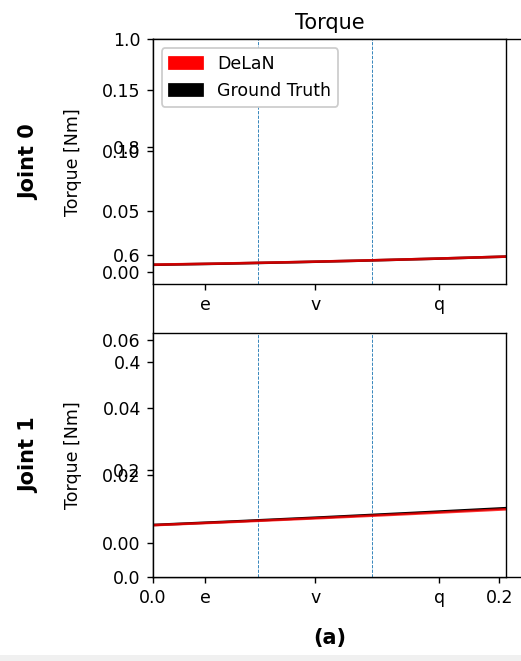 Torque
1.0
DeLaN
Ground Truth
0.15
0.8
0.10
Joint 0
Torque [Nm]
0.05
0.6
0.00
e v q
0.06
0.4
0.04
Joint 1
Torque [Nm]
0.2
0.02
0.00
0.0
0.0 e v q 0.2
(a)